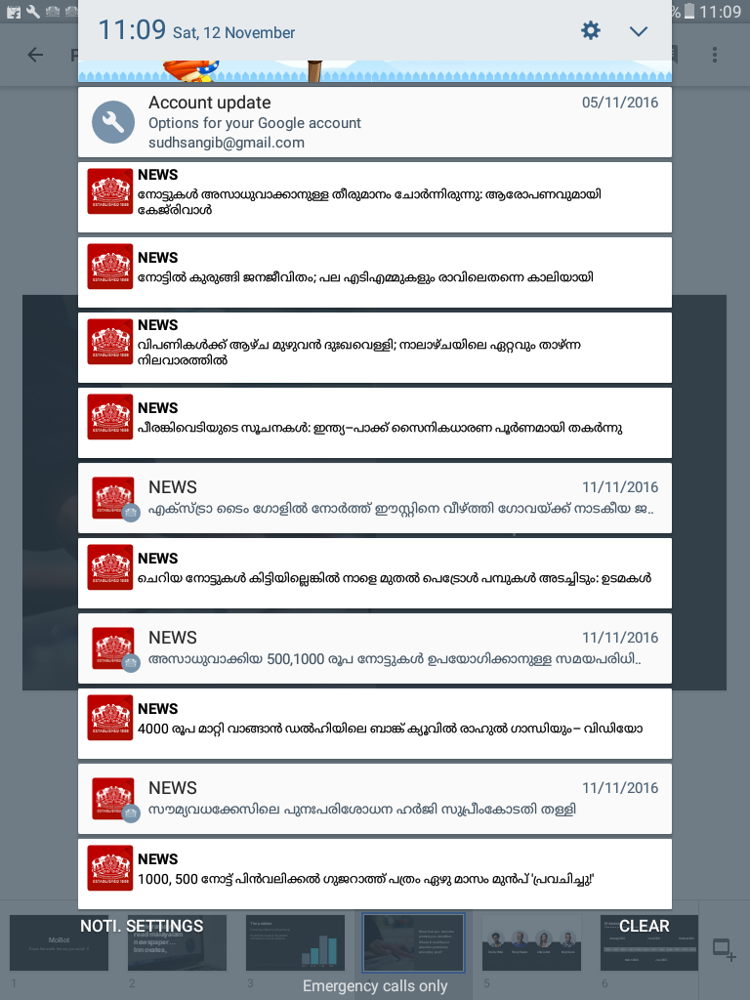 % 11:09
11:09 Sat, 12 November
Account update
05/11/2016
Options for your Google account
sudhsangib@gmail.com
NEWS
നോട്ടുകൾ അസാധുവാക്കാനുള്ള തീരുമാനം ചോർന്നിരുന്നു: ആരോപണവുമായി
കേജ്‌രിവാൾ
NEWS
നോട്ടിൽ കുരുങ്ങി ജനജീവിതം; പല എടിഎമ്മുകളും രാവിലെതന്നെ കാലിയായി
NEWS
വിപണികൾക്ക് ആഴ്ച മുഴുവൻ ദുഃഖവെള്ളി; നാലാഴ്ചയിലെ ഏറ്റവും താഴ്ന്ന
നിലവാരത്തിൽ
NEWS
പീരങ്കിവെടിയുടെ സൂചനകൾ: ഇന്ത്യ–പാക്ക് സൈനികധാരണ പൂർണമായി തകർന്നു
NEWS
11/11/2016
എക്സ്ട്രാ ടൈം ഗോളിൽ നോർത്ത് ഈസ്റ്റിനെ വീഴ്ത്തി ഗോവയ്ക്ക് നാടകീയ ജ..
NEWS
ചെറിയ നോട്ടുകൾ കിട്ടിയില്ലെങ്കിൽ നാളെ മുതൽ പെട്രോൾ പമ്പുകൾ അടച്ചിടും: ഉടമകൾ
NEWS
11/11/2016
അസാധുവാക്കിയ 500,1000 രൂപ നോട്ടുകൾ ഉപയോഗിക്കാനുള്ള സമയപരിധി..
NEWS
4000 രൂപ മാറ്റി വാങ്ങാൻ ഡൽഹിയിലെ ബാങ്ക് ക്യൂവിൽ രാഹുൽ ഗാന്ധിയും– വിഡിയോ
NEWS
11/11/2016
സൗമ്യവധക്കേസിലെ പുനഃപരിശോധന ഹർജി സുപ്രീംകോടതി തള്ളി
NEWS
1000, 500 നോട്ട് പിൻവലിക്കൽ ഗുജറാത്ത് പത്രം ഏഴു മാസം മുൻപ് 'പ്രവചിച്ചു!'
NOTI. SETTINGS
CLEAR
MoBot
read malayalam
newspaper...
Innovates,
1
2
3
5
6
Emergency calls only